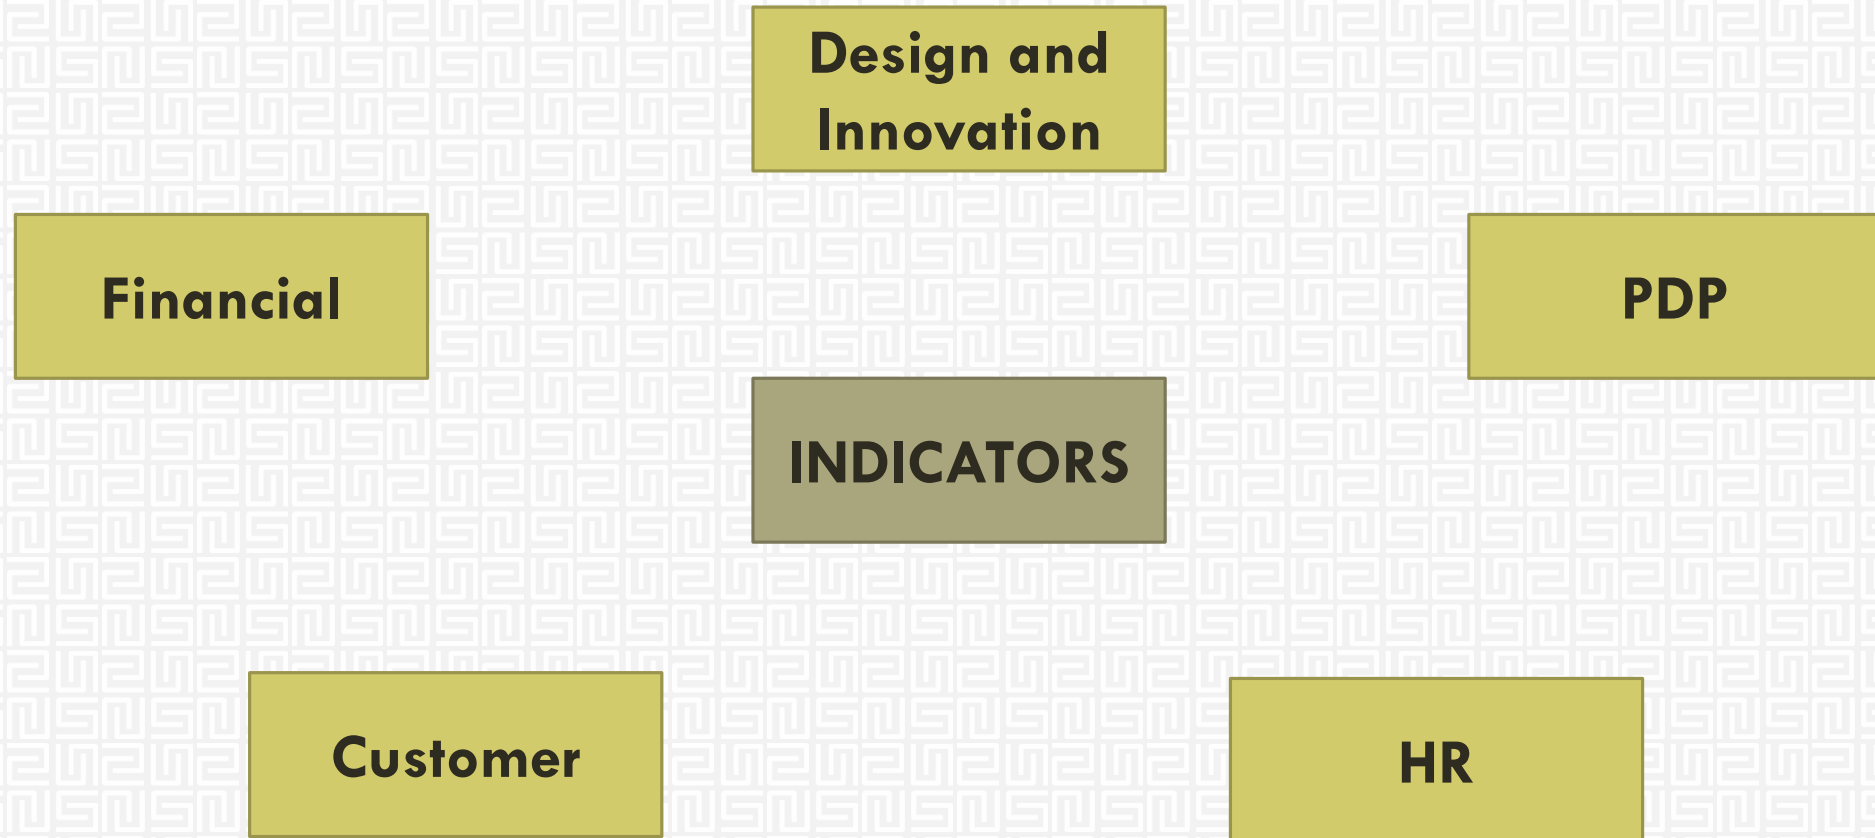 Design and
Innovation
Financial
PDP
INDICATORS
Customer
HR